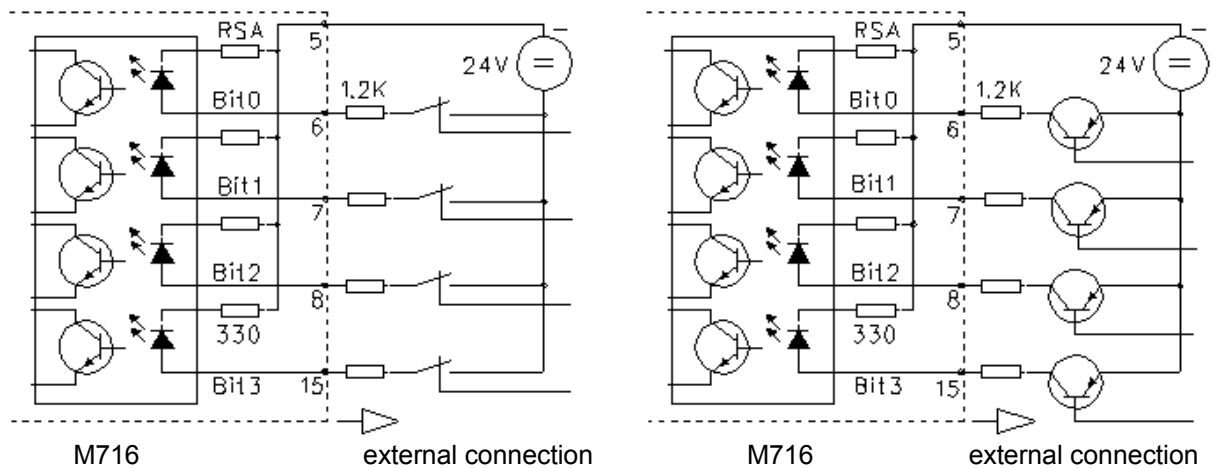 RSA
5
24V
–
=
1.2K
Bit0
6
Bit1
7
Bit2
8
330
Bit3
15
M716
external connection
RSA
5
24V
–
=
1.2K
Bit0
6
Bit1
7
Bit2
8
330
Bit3
15
M716
external connection